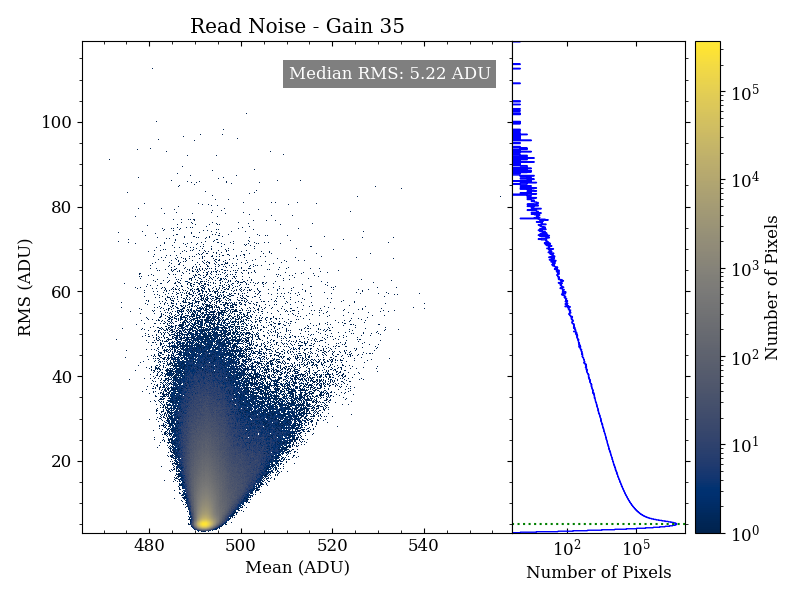 Read Noise - Gain 35
Median RMS: 5.22 ADU
RMS (ADU)
100
80
60
40
20
480
500
520
540
Mean (ADU)
10²
10⁵
Number of Pixels
10⁵
10⁴
10³
10²
10¹
10⁰
Number of Pixels